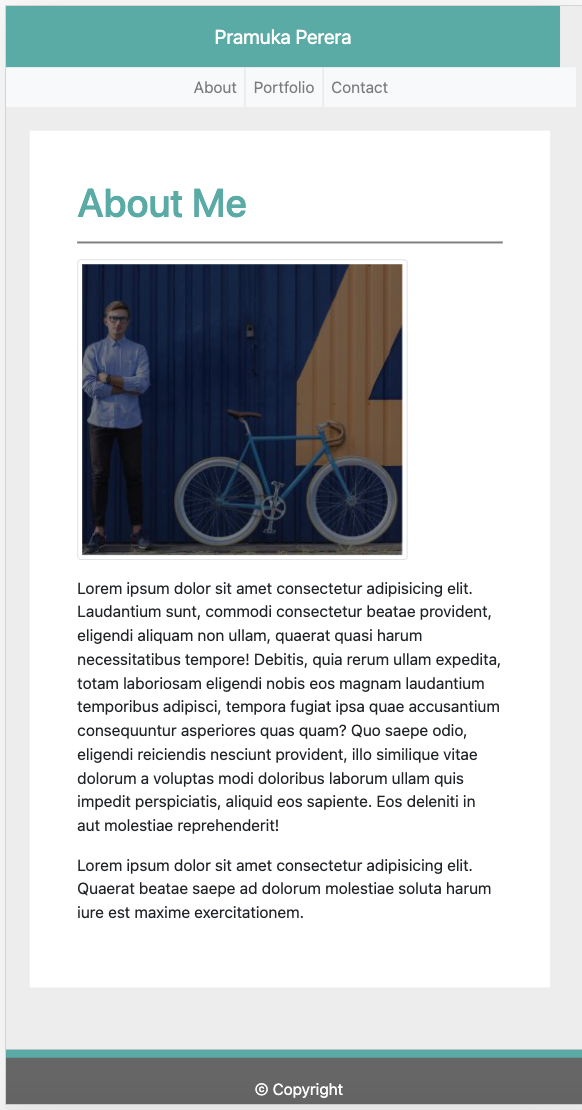 Pramuka Perera
About Portfolio Contact
About Me
Lorem ipsum dolor sit amet consectetur adipisicing elit.
Laudantium sunt, commodi consectetur beatae provident,
eligendi aliquam non ullam, quaerat quasi harum
necessitatibus tempore! Debitis, quia rerum ullam expedita,
totam laboriosam eligendi nobis eos magnam laudantium
temporibus adipisci, tempora fugiat ipsa quae accusantium
consequuntur asperiores quas quam? Quo saepe odio,
eligendi reiciendis nesciunt provident, illo similique vitae
dolorum a voluptas modi doloribus laborum ullam quis
impedit perspiciatis, aliquid eos sapiente. Eos deleniti in
aut molestiae reprehenderit!
Lorem ipsum dolor sit amet consectetur adipisicing elit.
Quaerat beatae saepe ad dolorum molestiae soluta harum
iure est maxime exercitationem.
© Copyright